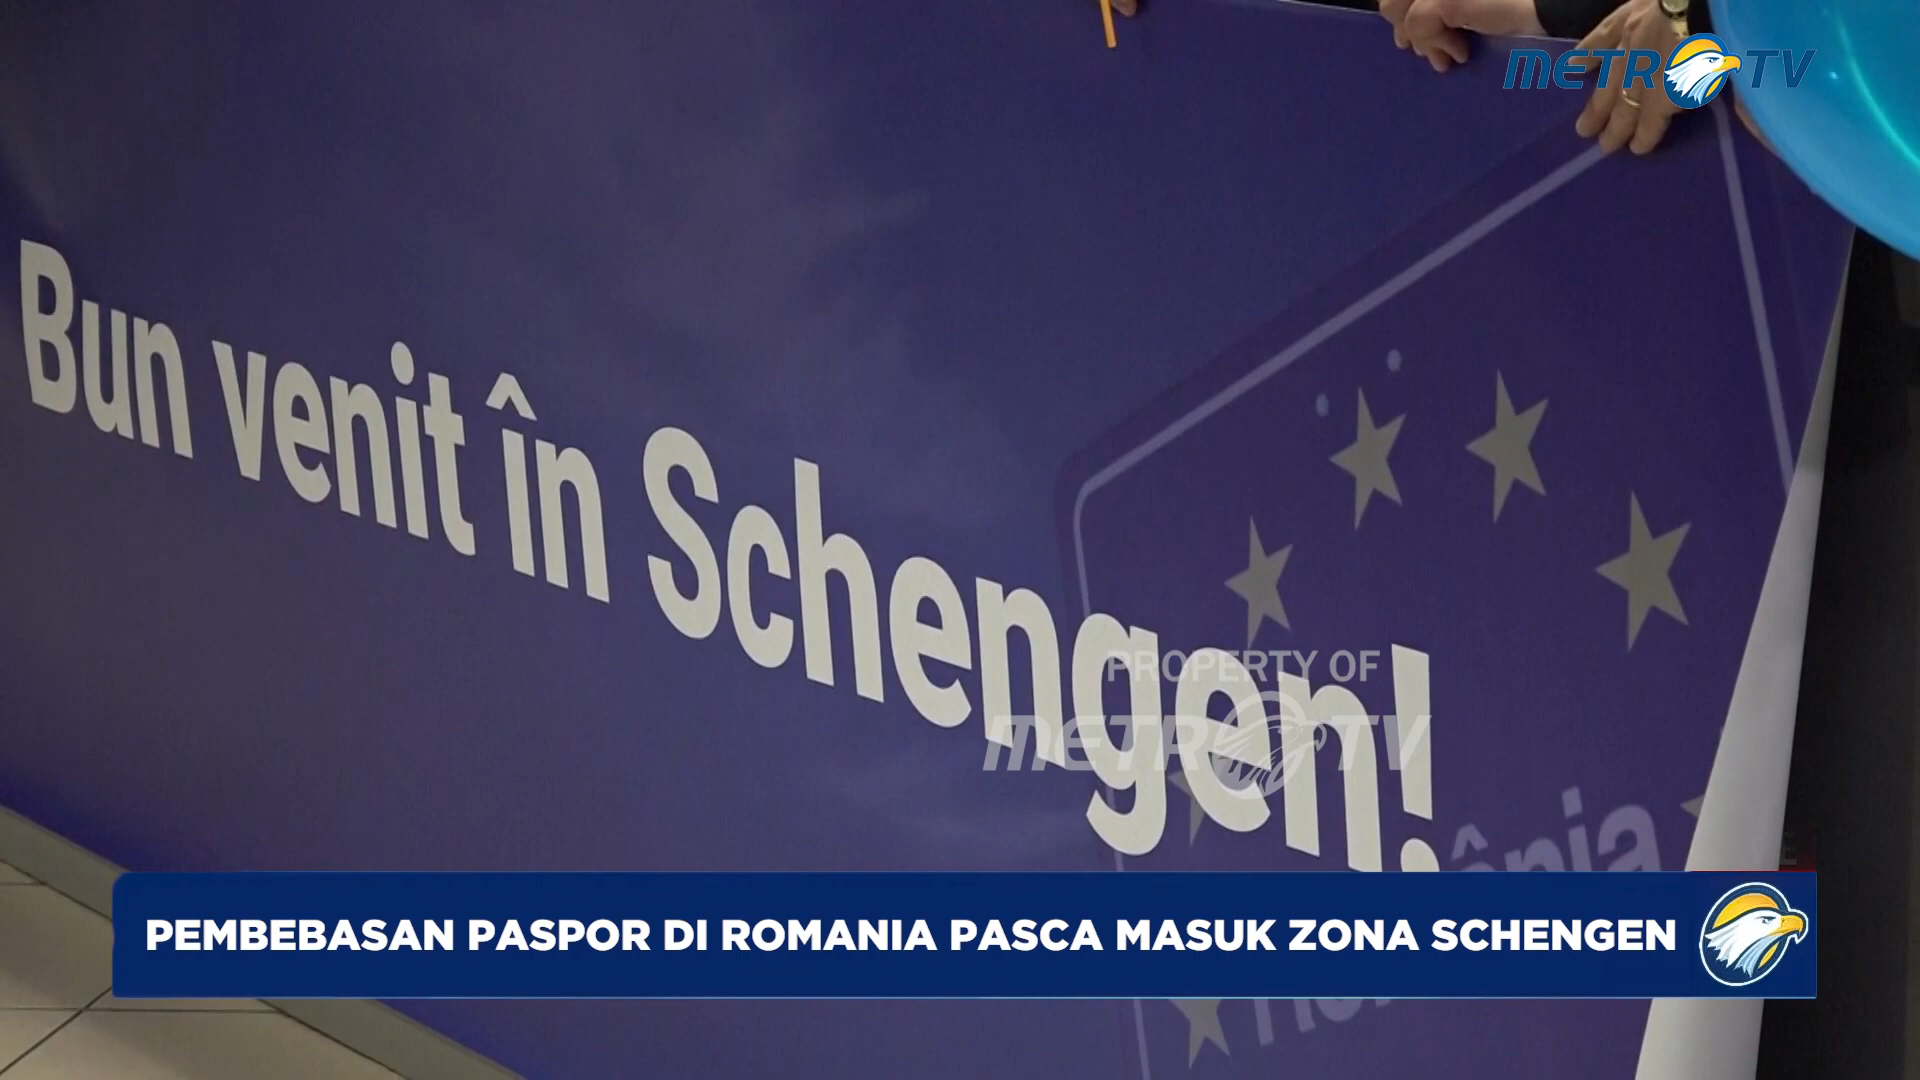 METRO TV
Bun venit în Schengen!
PROPERTY OF
METRO TV
PEMBEBASAN PASPOR DI ROMANIA PASCA MASUK ZONA SCHENGEN